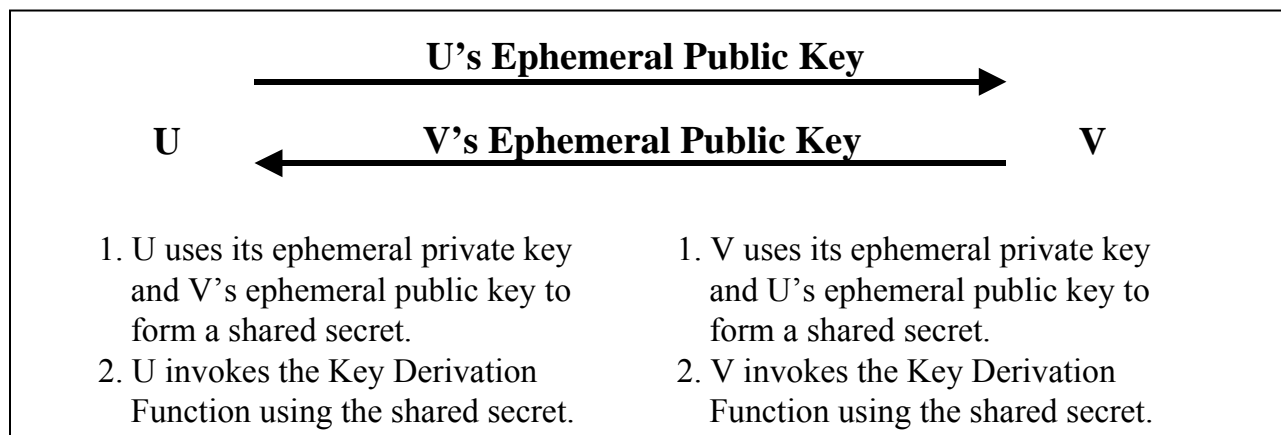 U’s Ephemeral Public Key
U
V’s Ephemeral Public Key
V
1. U uses its ephemeral private key
and V’s ephemeral public key to
form a shared secret.
2. U invokes the Key Derivation
Function using the shared secret.
1. V uses its ephemeral private key
and U’s ephemeral public key to
form a shared secret.
2. V invokes the Key Derivation
Function using the shared secret.